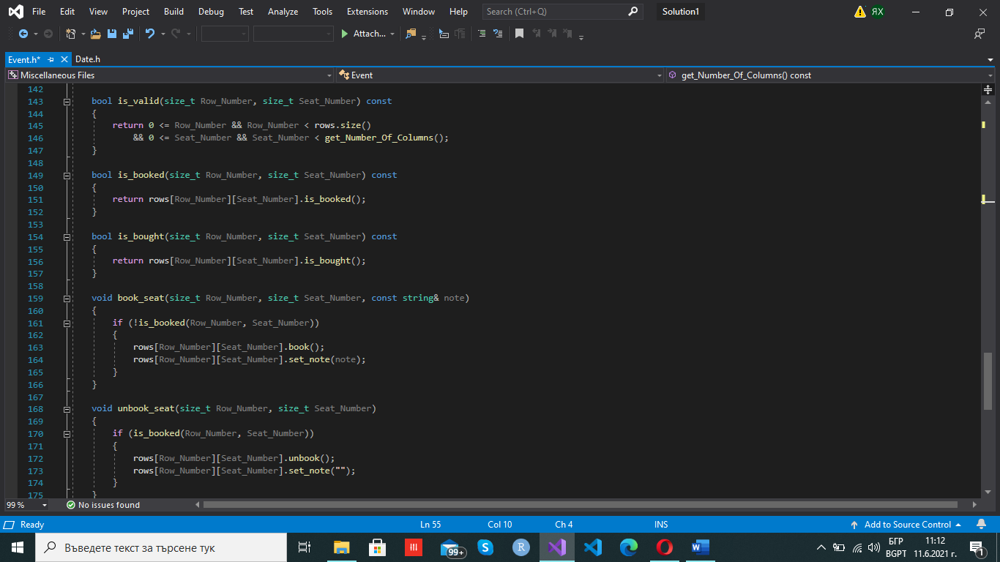 File Edit View Project Build Debug Test Analyze Tools Extensions Window Help Search (Ctrl+Q) Solution1 ЯХ
Attach...
Event.h* Date.h
Miscellaneous Files Event get_Number_Of_Columns() const
142
143 bool is_valid(size_t Row_Number, size_t Seat_Number) const
144 {
145 return 0 <= Row_Number && Row_Number < rows.size()
146 && 0 <= Seat_Number && Seat_Number < get_Number_Of_Columns();
147 }
148
149 bool is_booked(size_t Row_Number, size_t Seat_Number) const
150 {
151 return rows[Row_Number][Seat_Number].is_booked();
152 }
153
154 bool is_bought(size_t Row_Number, size_t Seat_Number) const
155 {
156 return rows[Row_Number][Seat_Number].is_bought();
157 }
158
159 void book_seat(size_t Row_Number, size_t Seat_Number, const string& note)
160 {
161 if (!is_booked(Row_Number, Seat_Number))
162 {
163 rows[Row_Number][Seat_Number].book();
164 rows[Row_Number][Seat_Number].set_note(note);
165 }
166 }
167
168 void unbook_seat(size_t Row_Number, size_t Seat_Number)
169 {
170 if (is_booked(Row_Number, Seat_Number))
171 {
172 rows[Row_Number][Seat_Number].unbook();
173 rows[Row_Number][Seat_Number].set_note("");
174 }
175 }
99 % No issues found
Ready Ln 55 Col 10 Ch 4 INS Add to Source Control
Въведете текст за търсене тук 99+ S R W БГР 11:12
BGPT 11.6.2021 г. 1